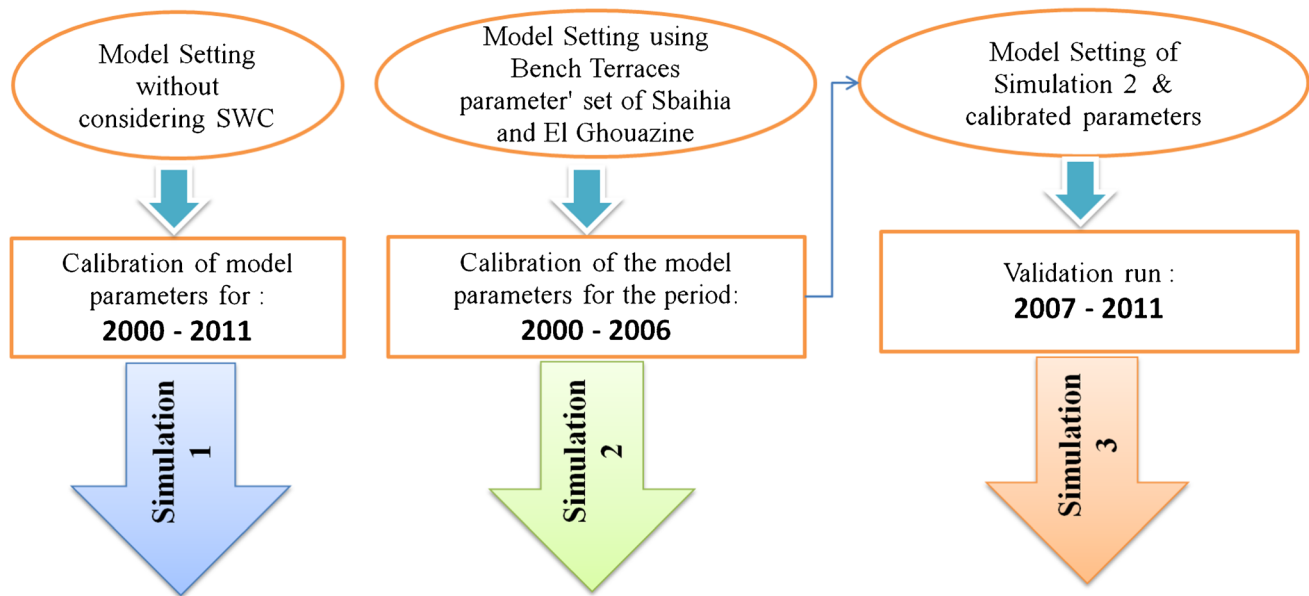 Model Setting
without
considering SWC
Calibration of model
parameters for :
2000 - 2011
Simulation
1
Model Setting using
Bench Terraces
parameter' set of Sbaihia
and El Ghouazine
Calibration of the model
parameters for the period:
2000 - 2006
Simulation
2
Model Setting of
Simulation 2 &
calibrated parameters
Validation run :
2007 - 2011
Simulation
3